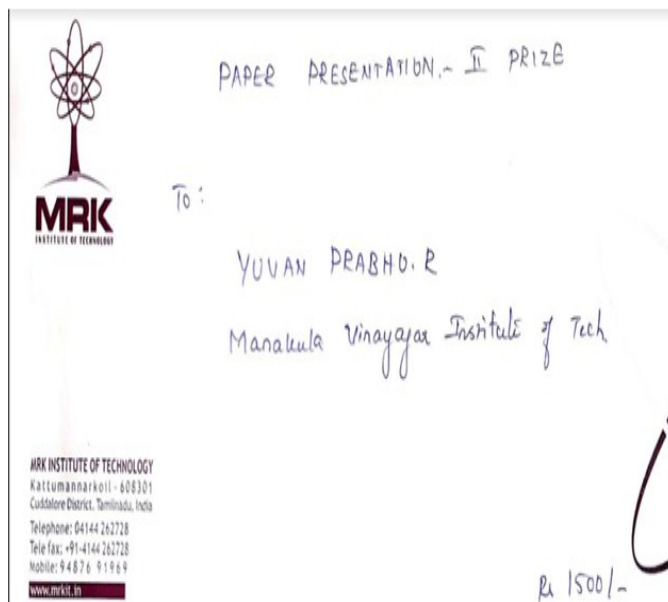 PAPER PRESENTATION.- II PRIZE
To:
YUVAN PRABHU.R
Manakula Vinayagar Institute of Tech
MRK
INSTITUTE OF TECHNOLOGY
MRK INSTITUTE OF TECHNOLOGY
Kattumannarkoil - 608301
Cuddalore District, Tamilnadu, India
Telephone: 04144 262728
Tele fax: +91-4144 262728
Mobile: 94876 91969
www.mrkit.in
Rs 1500/-